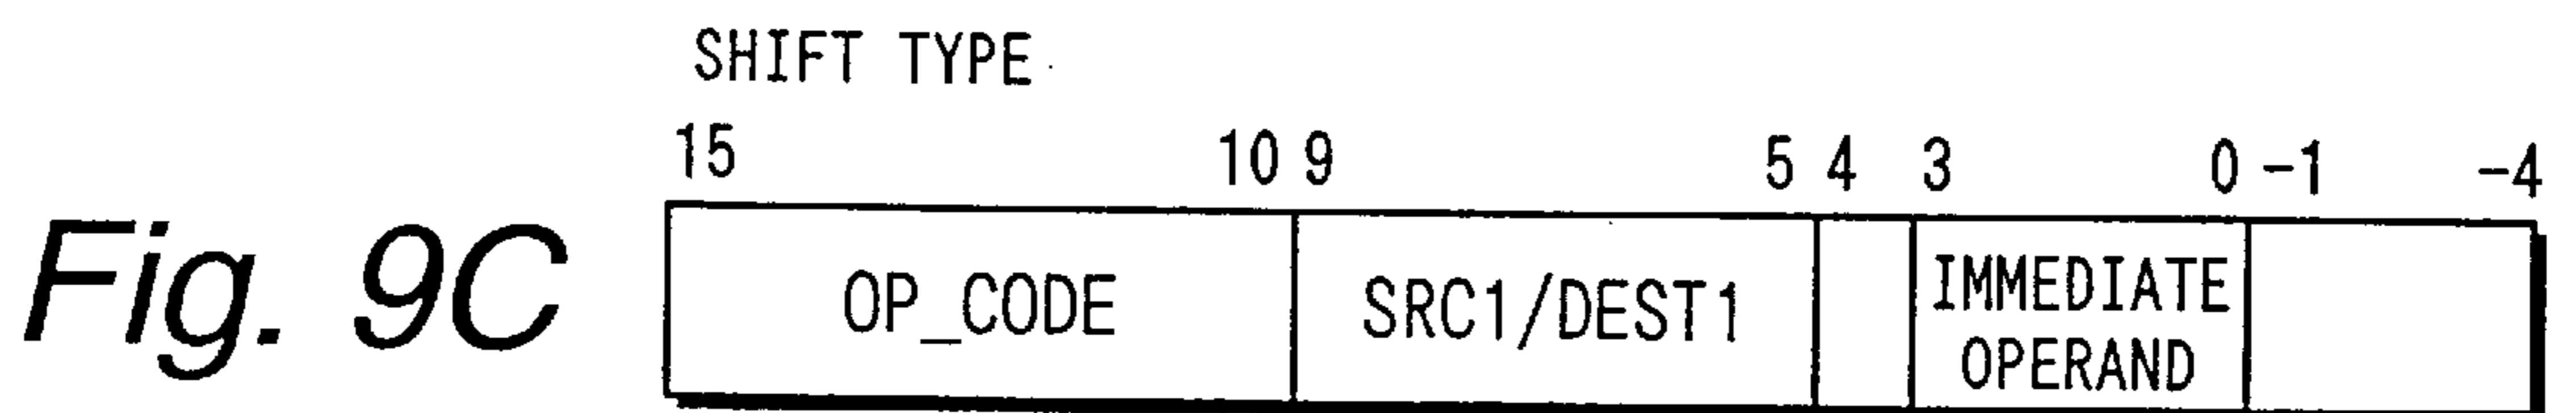 SHIFT TYPE
15 10 9 5 4 3 0 -1 -4
Fig. 9C
OP_CODE SRC1/DEST1 IMMEDIATE
OPERAND